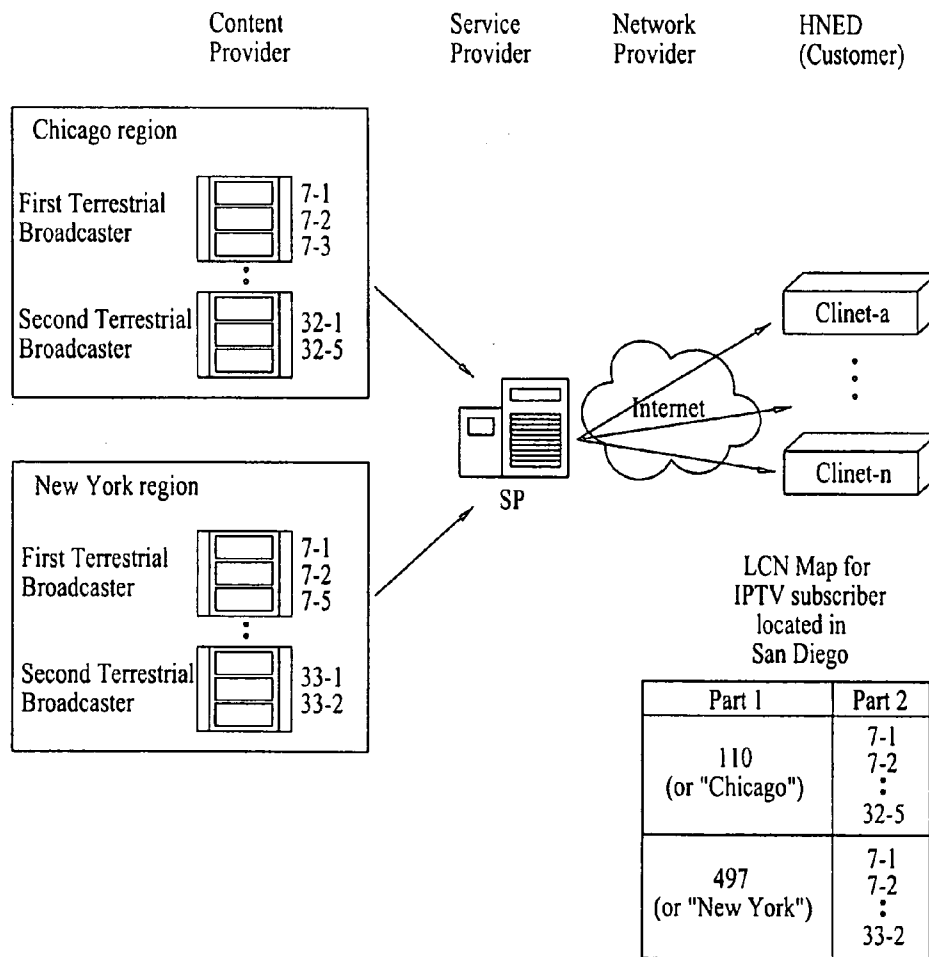 Content
Provider
Service
Provider
Network
Provider
HNED
(Customer)
Chicago region
First Terrestrial
Broadcaster
7-1
7-2
7-3
Second Terrestrial
Broadcaster
32-1
32-5
New York region
First Terrestrial
Broadcaster
7-1
7-2
7-5
Second Terrestrial
Broadcaster
33-1
33-2
SP
Internet
Clinet-a
Clinet-n
LCN Map for
IPTV subscriber
located in
San Diego
Part 1
Part 2
110
(or "Chicago")
7-1
7-2
32-5
497
(or "New York")
7-1
7-2
33-2